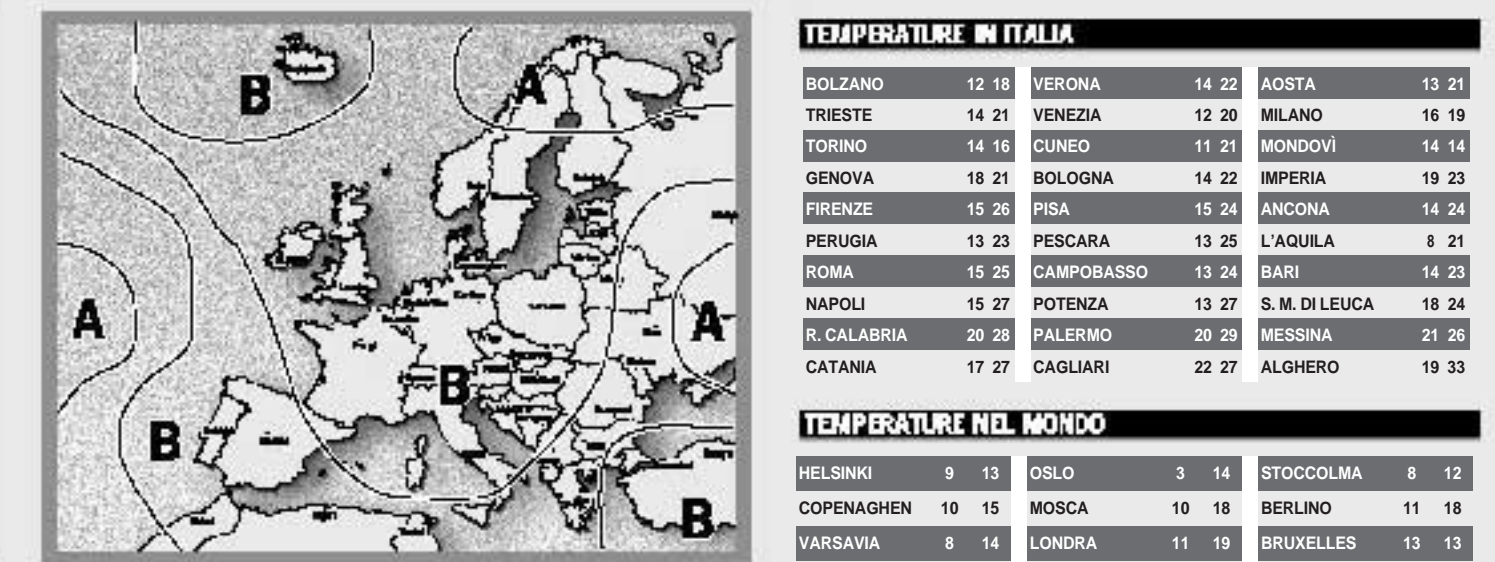 B
A
A
A
B
B
B
TEMPERATURE IN ITALIA
BOLZANO 12 18 VERONA 14 22 AOSTA 13 21
TRIESTE 14 21 VENEZIA 12 20 MILANO 16 19
TORINO 14 16 CUNEO 11 21 MONDOVÌ 14 14
GENOVA 18 21 BOLOGNA 14 22 IMPERIA 19 23
FIRENZE 15 26 PISA 15 24 ANCONA 14 24
PERUGIA 13 23 PESCARA 13 25 L'AQUILA 8 21
ROMA 15 25 CAMPOBASSO 13 24 BARI 14 23
NAPOLI 15 27 POTENZA 13 27 S. M. DI LEUCA 18 24
R. CALABRIA 20 28 PALERMO 20 29 MESSINA 21 26
CATANIA 17 27 CAGLIARI 22 27 ALGHERO 19 33
TEMPERATURE NEL MONDO
HELSINKI 9 13 OSLO 3 14 STOCCOLMA 8 12
COPENAGHEN 10 15 MOSCA 10 18 BERLINO 11 18
VARSAVIA 8 14 LONDRA 11 19 BRUXELLES 13 13